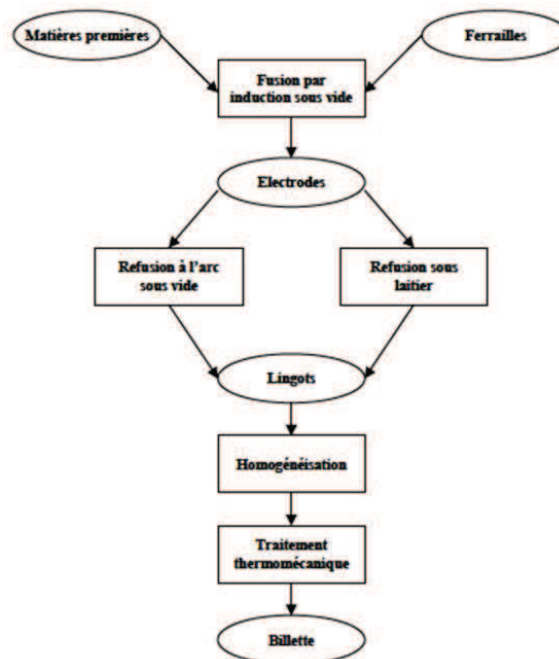 Matières premières
Ferrailles
Fusion par
induction sous vide
Electrodes
Refusion à l'arc
sous vide
Refusion sous
laitier
Lingots
Homogénéisation
Traitement
thermomécanique
Billette